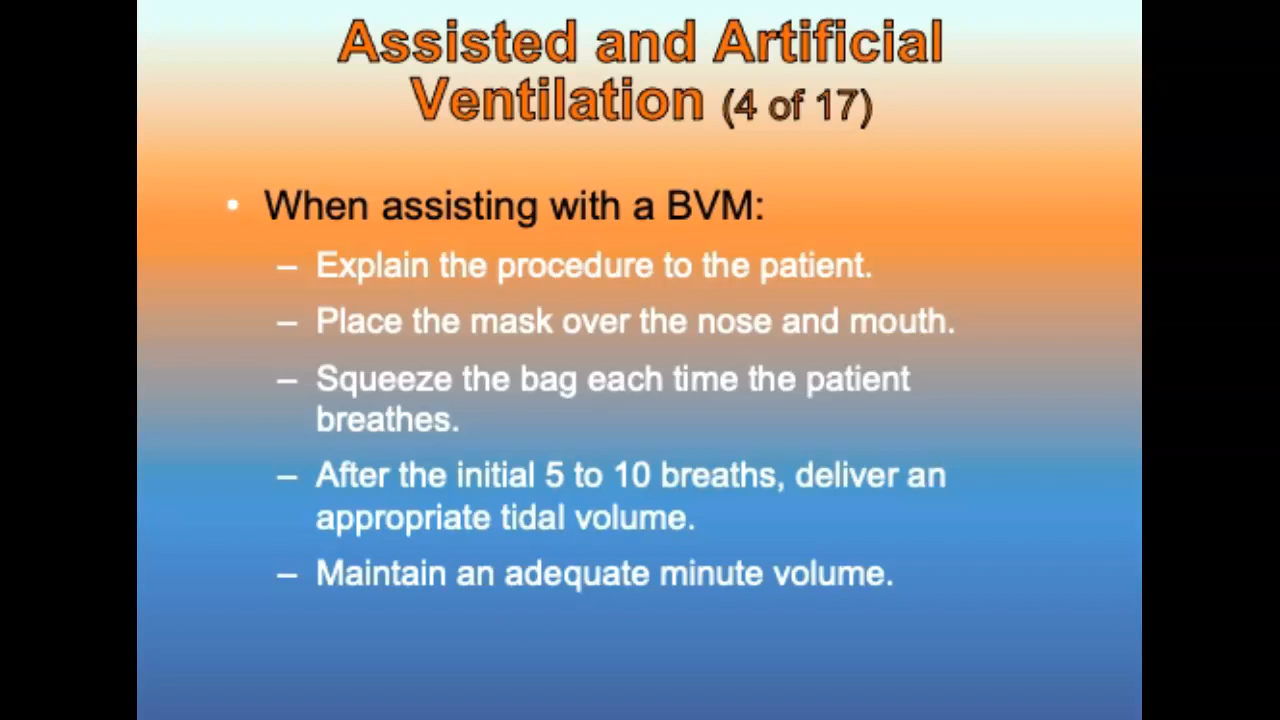 Assisted and Artificial
Ventilation (4 of 17)
• When assisting with a BVM:
– Explain the procedure to the patient.
– Place the mask over the nose and mouth.
– Squeeze the bag each time the patient
breathes.
– After the initial 5 to 10 breaths, deliver an
appropriate tidal volume.
– Maintain an adequate minute volume.